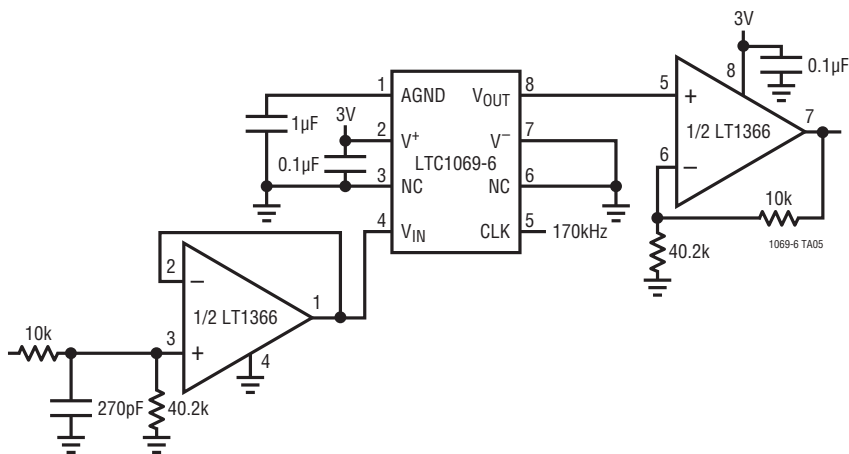 3V
0.1µF
8
1
AGND
VOUT
8
5
+
7
1µF
3V
2
V+
V−
7
1/2 LT1366
0.1µF
LTC1069-6
6
−
3
NC
NC
6
10k
4
VIN
CLK
5
170kHz
40.2k
1069-6 TA05
2
−
1
1/2 LT1366
10k
3
+
4
270pF
40.2k